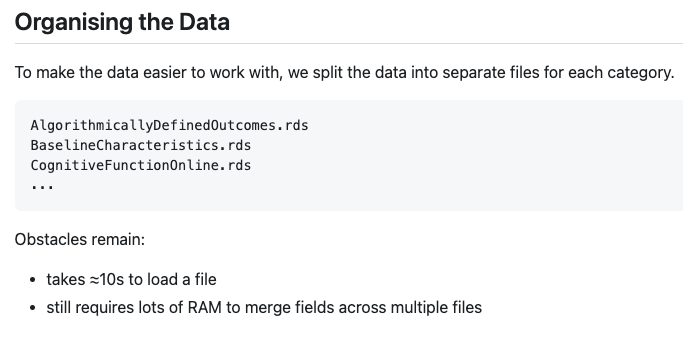 Organising the Data
To make the data easier to work with, we split the data into separate files for each category.
AlgorithmicallyDefinedOutcomes.rds
BaselineCharacteristics.rds
CognitiveFunctionOnline.rds
...
Obstacles remain:
• takes ≈10s to load a file
• still requires lots of RAM to merge fields across multiple files